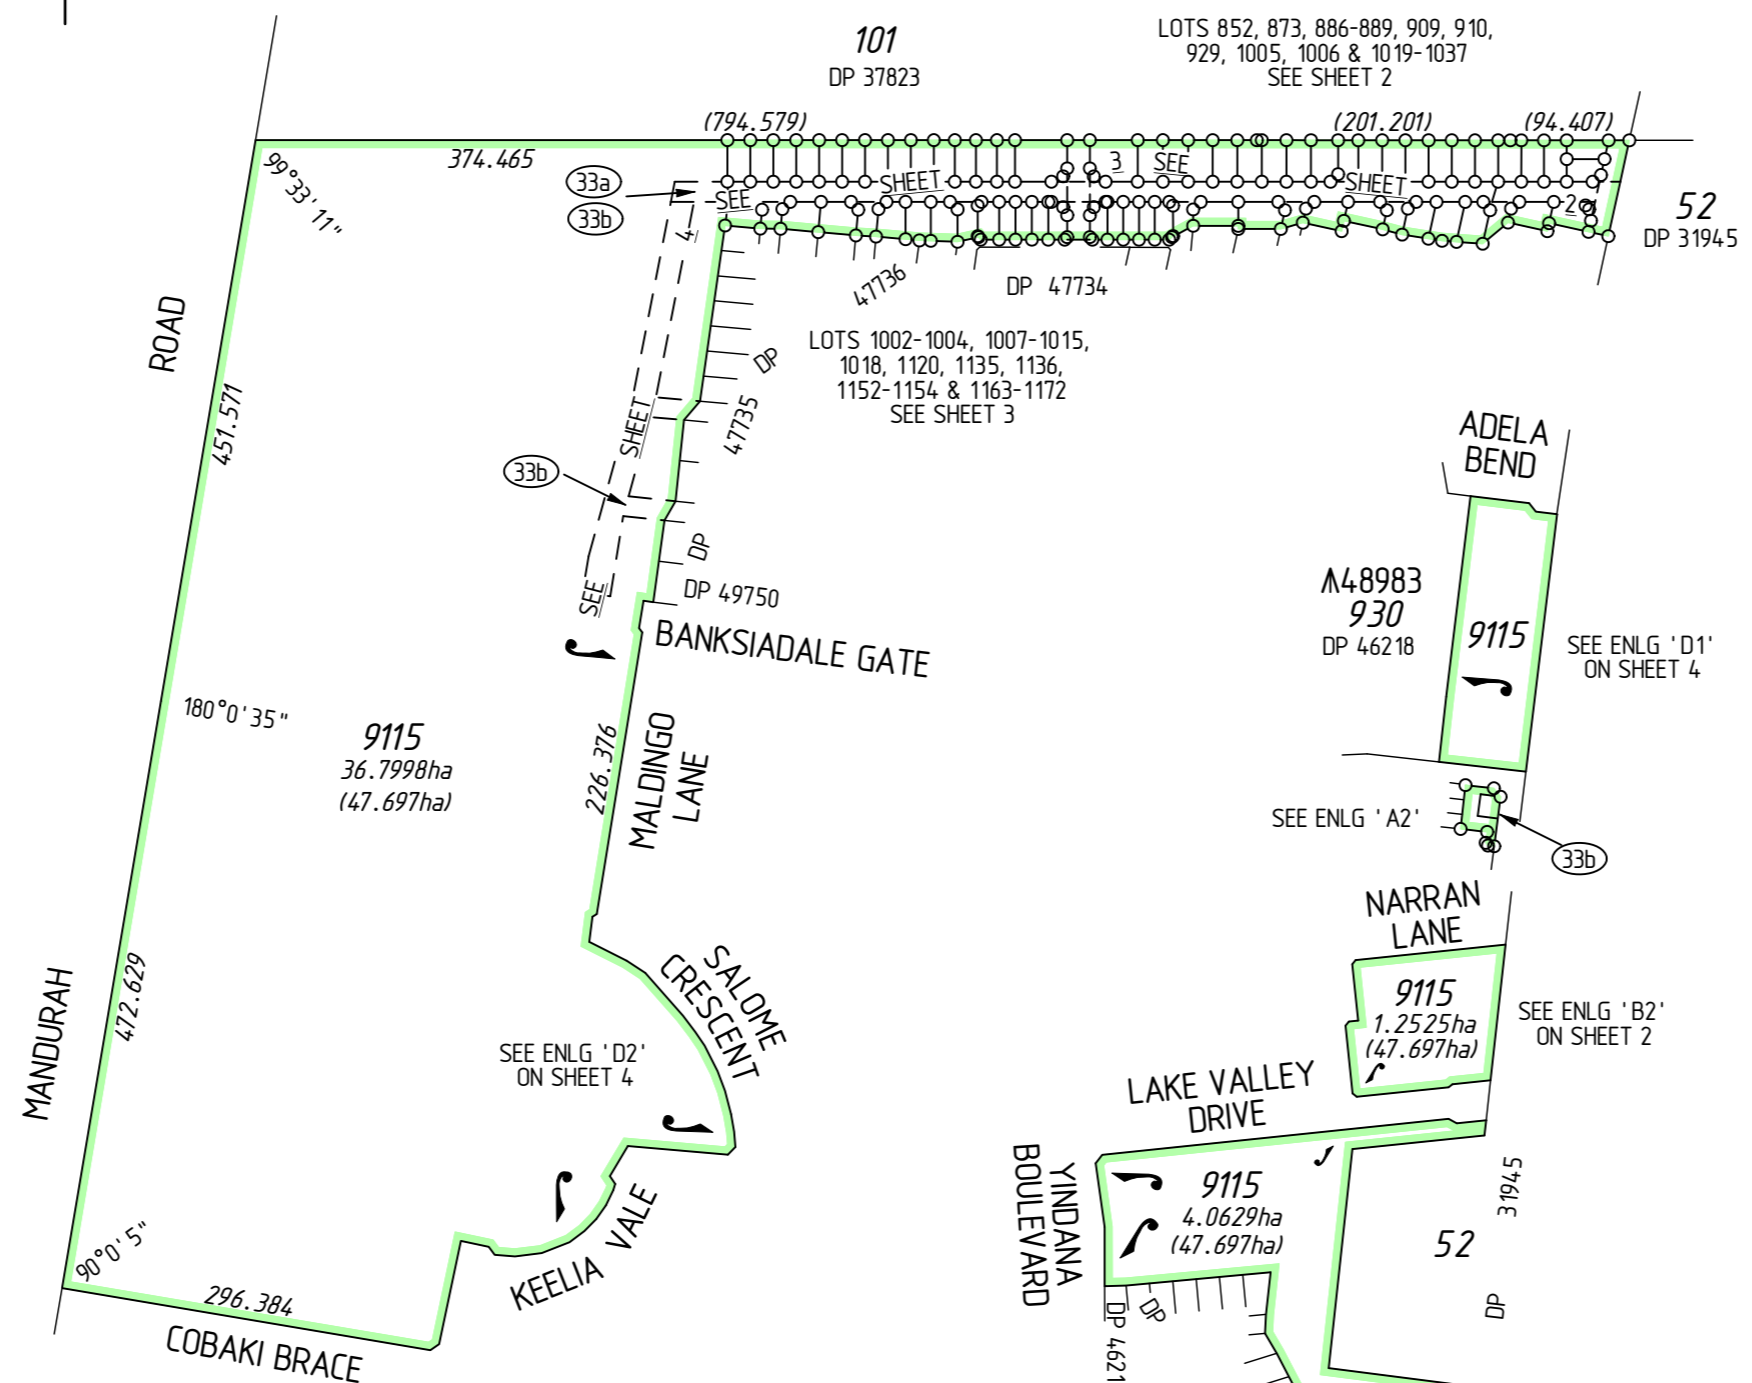 101
DP 37823
LOTS 852, 873, 886-889, 909, 910,
929, 1005, 1006 & 1019-1037
SEE SHEET 2
(794.579)
(201.201)
(94.407)
374.465
99°33'11"
33a
33b
SEE
SHEET
3
SEE
SHEET
2
4
52
DP 31945
47736
DP 47734
LOTS 1002-1004, 1007-1015,
1018, 1120, 1135, 1136,
1152-1154 & 1163-1172
SEE SHEET 3
DP
47735
ROAD
451.571
SHEET
33b
SEE
DP
DP 49750
BANKSIADALE GATE
ADELA
BEND
48983
930
DP 46218
9115
SEE ENLG 'D1'
ON SHEET 4
180°0'35"
9115
36.7998ha
(47.697ha)
226.376
MALDINGO
LANE
SEE ENLG 'A2'
33b
NARRAN
LANE
9115
1.2525ha
(47.697ha)
SEE ENLG 'B2'
ON SHEET 2
SALOME
CRESCENT
472.629
MANDURAH
SEE ENLG 'D2'
ON SHEET 4
LAKE VALLEY
DRIVE
YINDANA
BOULEVARD
9115
4.0629ha
(47.697ha)
31945
52
DP
KEELIA VALE
90°0'5"
296.384
COBAKI BRACE
DP 4621
DP